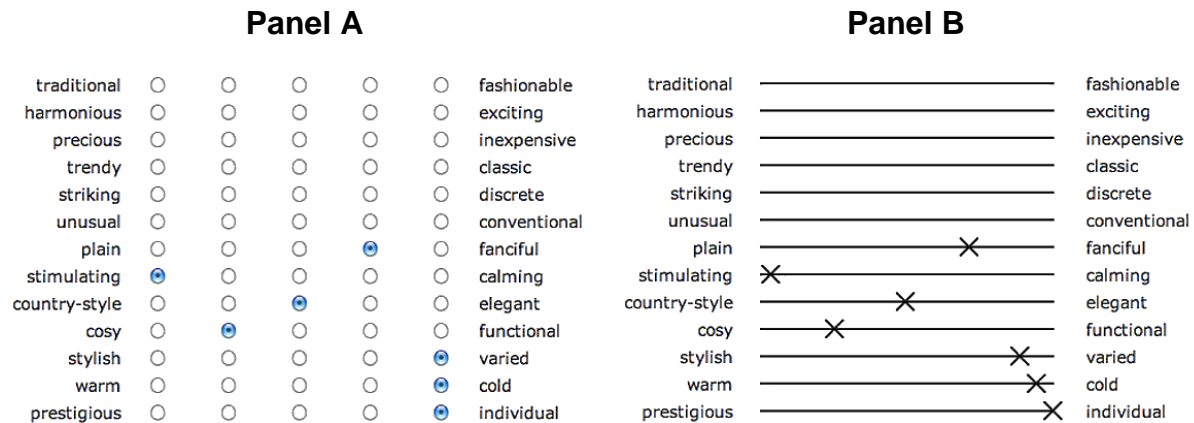 Panel A
Panel B
traditional fashionable
harmonious exciting
precious inexpensive
trendy classic
striking discrete
unusual conventional
plain fanciful
stimulating calming
country-style elegant
cosy functional
stylish varied
warm cold
prestigious individual
traditional fashionable
harmonious exciting
precious inexpensive
trendy classic
striking discrete
unusual conventional
plain fanciful
stimulating calming
country-style elegant
cosy functional
stylish varied
warm cold
prestigious individual